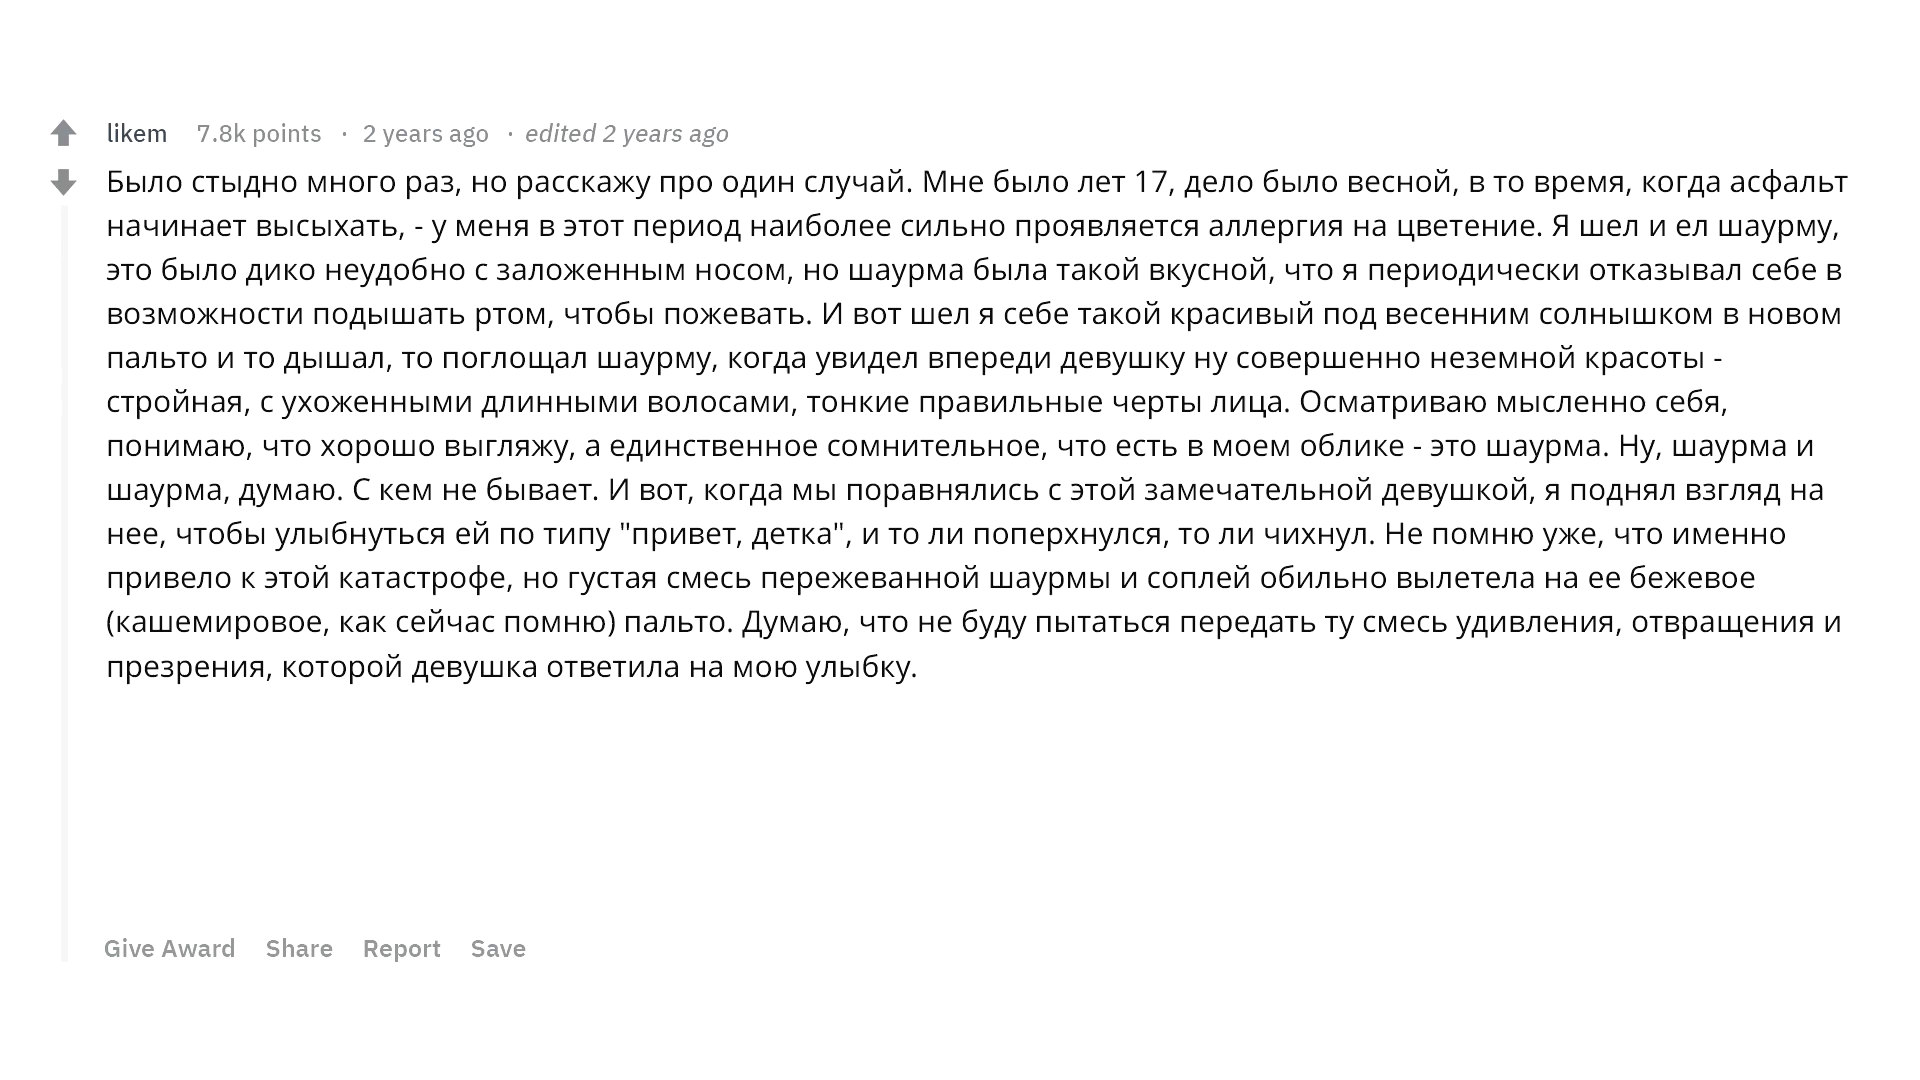 likem 7.8k points · 2 years ago · edited 2 years ago
Было стыдно много раз, но расскажу про один случай. Мне было лет 17, дело было весной, в то время, когда асфальт
начинает высыхать, - у меня в этот период наиболее сильно проявляется аллергия на цветение. Я шел и ел шаурму,
это было дико неудобно с заложенным носом, но шаурма была такой вкусной, что я периодически отказывал себе в
возможности подышать ртом, чтобы пожевать. И вот шел я себе такой красивый под весенним солнышком в новом
пальто и то дышал, то поглощал шаурму, когда увидел впереди девушку ну совершенно неземной красоты -
стройная, с ухоженными длинными волосами, тонкие правильные черты лица. Осматриваю мысленно себя,
понимаю, что хорошо выгляжу, а единственное сомнительное, что есть в моем облике - это шаурма. Ну, шаурма и
шаурма, думаю. С кем не бывает. И вот, когда мы поравнялись с этой замечательной девушкой, я поднял взгляд на
нее, чтобы улыбнуться ей по типу "привет, детка", и то ли поперхнулся, то ли чихнул. Не помню уже, что именно
привело к этой катастрофе, но густая смесь пережеванной шаурмы и соплей обильно вылетела на ее бежевое
(кашемировое, как сейчас помню) пальто. Думаю, что не буду пытаться передать ту смесь удивления, отвращения и
презрения, которой девушка ответила на мою улыбку.
Give Award Share Report Save